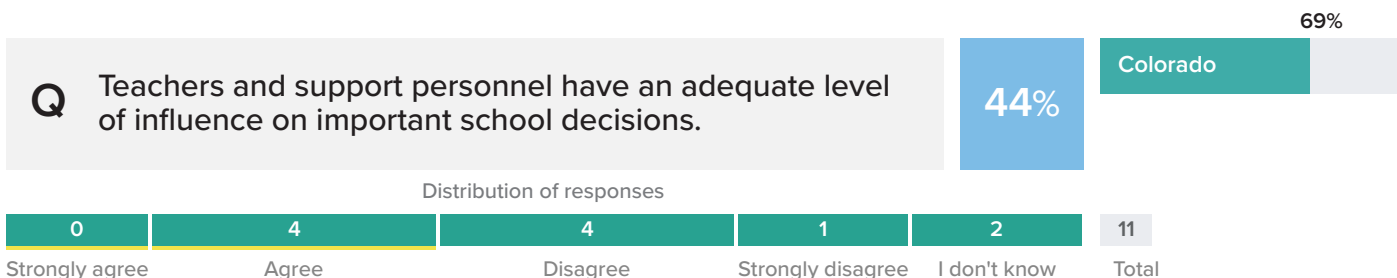 69%
Q Teachers and support personnel have an adequate level
of influence on important school decisions.
44%
Colorado
Distribution of responses
0 4 4 1 2 11
Strongly agree Agree Disagree Strongly disagree I don't know Total